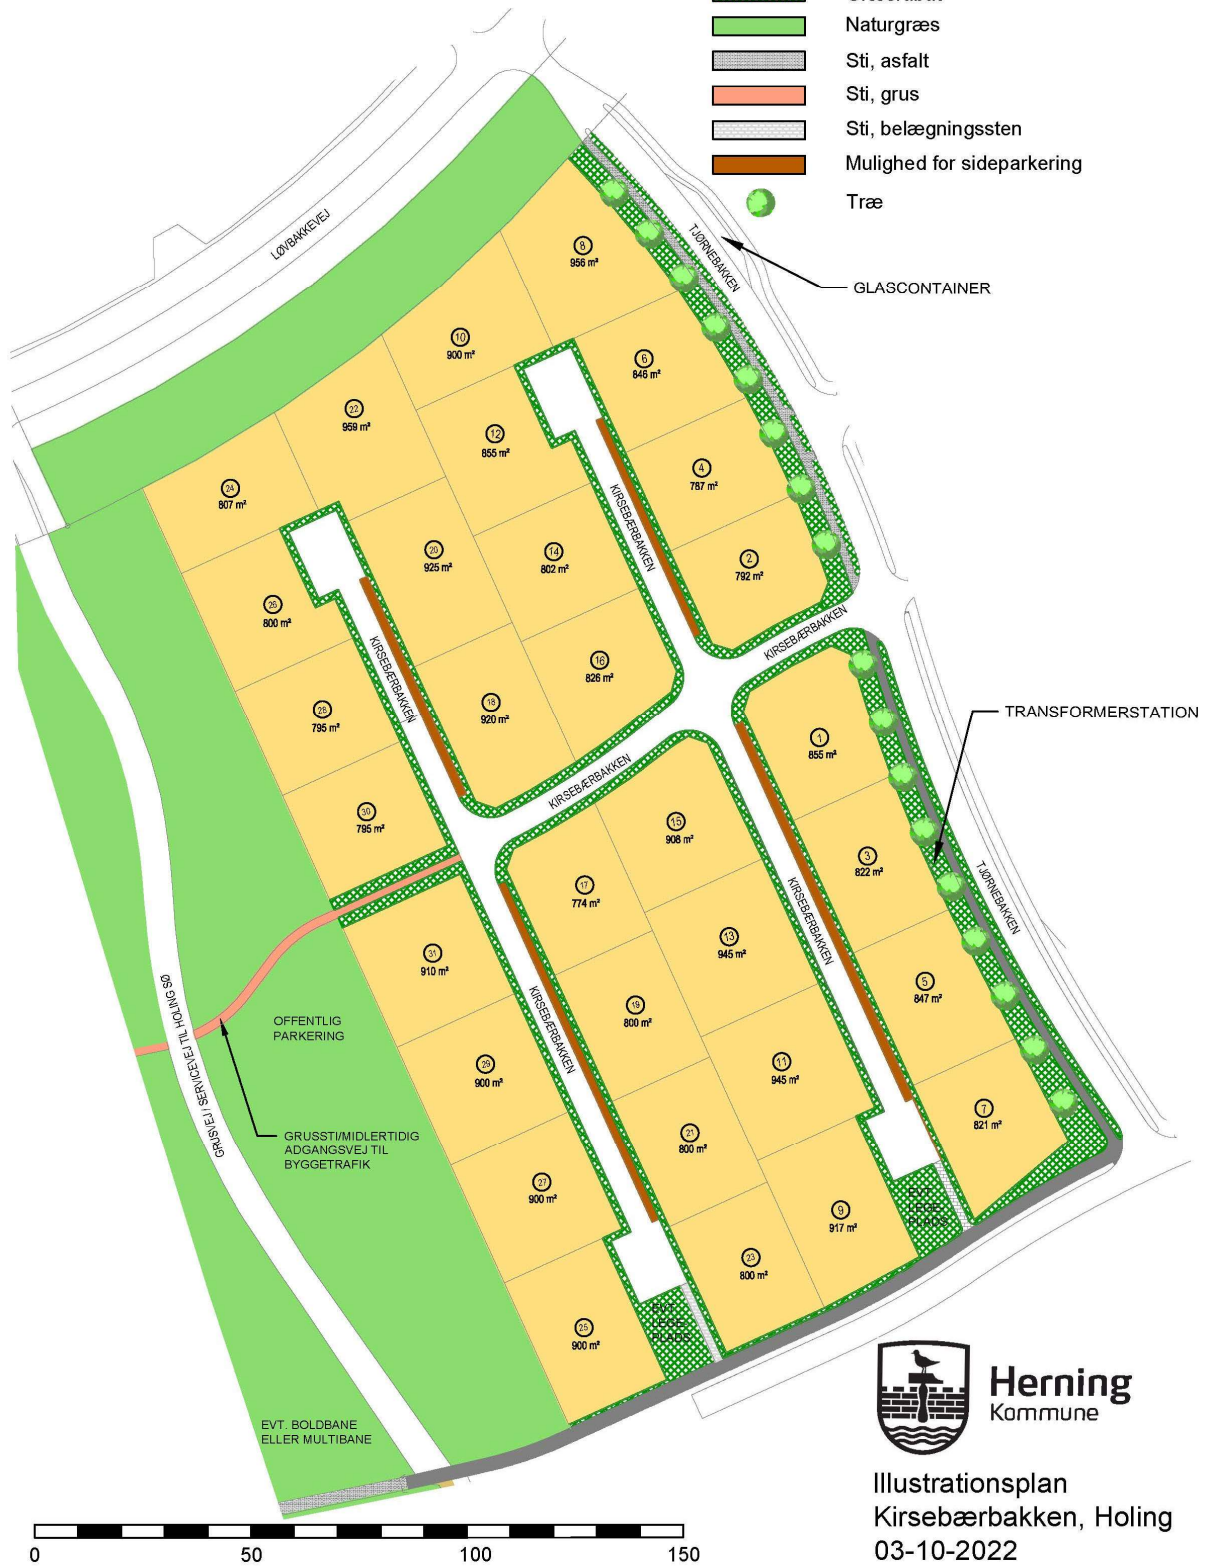 Naturgræs
Sti, asfalt
Sti, grus
Sti, belægningssten
Mulighed for sideparkering
Træ
LØVBAKKEVEJ
TJØRNEBAKKEN
GLASCONTAINER
8
956 m²
10
900 m²
6
846 m²
22
959 m²
12
855 m²
4
787 m²
24
807 m²
KIRSEBÆRBAKKEN
20
925 m²
14
802 m²
2
792 m²
26
800 m²
KIRSEBÆRBAKKEN
KIRSEBÆRBAKKEN
16
826 m²
28
795 m²
18
920 m²
TRANSFORMERSTATION
1
855 m²
KIRSEBÆRBAKKEN
30
795 m²
15
908 m²
3
822 m²
17
774 m²
KIRSEBÆRBAKKEN
TJØRNEBAKKEN
13
945 m²
31
910 m²
5
847 m²
19
800 m²
KIRSEBÆRBAKKEN
OFFENTLIG
PARKERING
GRUSVEJ/ SERVICEVEJ TIL HOLING SØ
29
900 m²
11
945 m²
7
821 m²
GRUSSTI/MIDLERTIDIG
ADGANGSVEJ TIL
BYGGETRAFIK
21
800 m²
27
900 m²
9
917 m²
EVT.
LEGE
PLADS
23
800 m²
25
900 m²
EVT.
LEGE
PLADS
EVT. BOLDBANE
ELLER MULTIBANE
Herning
Kommune
Illustrationsplan
Kirsebærbakken, Holing
03-10-2022
0 50 100 150